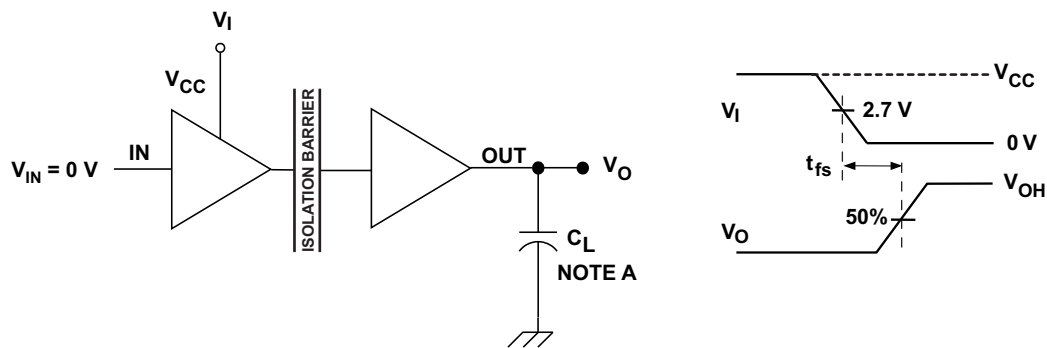 V_I
V_CC
IN
V_IN = 0 V
ISOLATION BARRIER
OUT
V_O
C_L
NOTE A
V_I
V_CC
2.7 V
0 V
t_fs
V_OH
50%
V_O